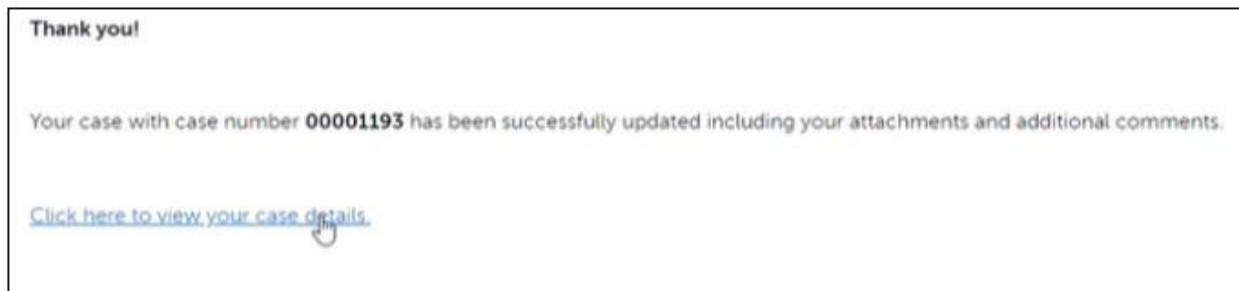 Thank you!
Your case with case number 00001193 has been successfully updated including your attachments and additional comments.
Click here to view your case details.